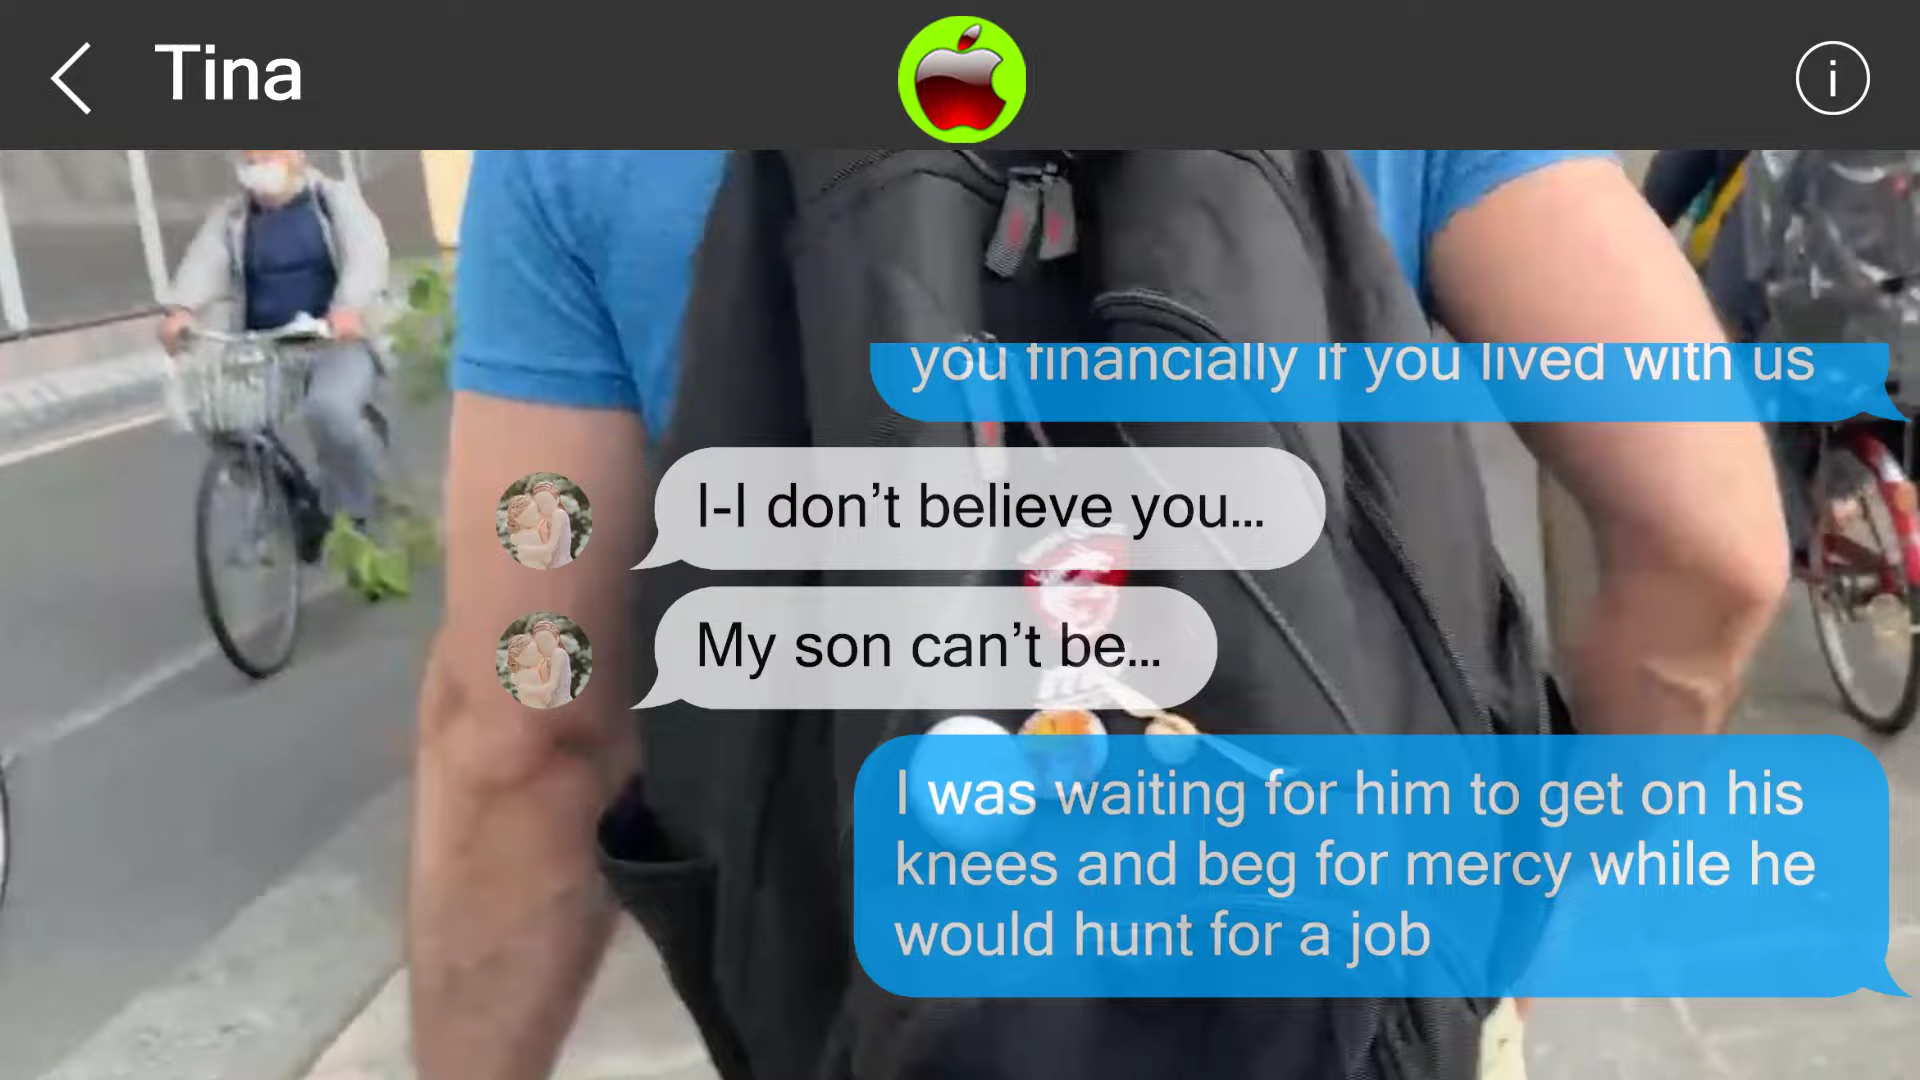 Tina
i
you financially if you lived with us
I-I don't believe you...
My son can't be...
I was waiting for him to get on his
knees and beg for mercy while he
would hunt for a job